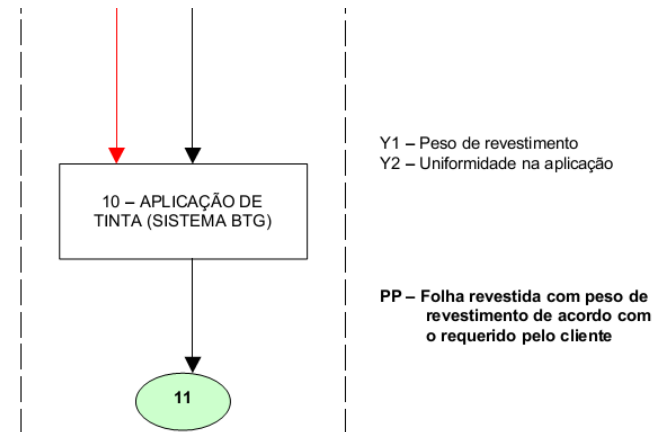 Y1 – Peso de revestimento
Y2 – Uniformidade na aplicação
10 – APLICAÇÃO DE
TINTA (SISTEMA BTG)
PP – Folha revestida com peso de
revestimento de acordo com
o requerido pelo cliente
11